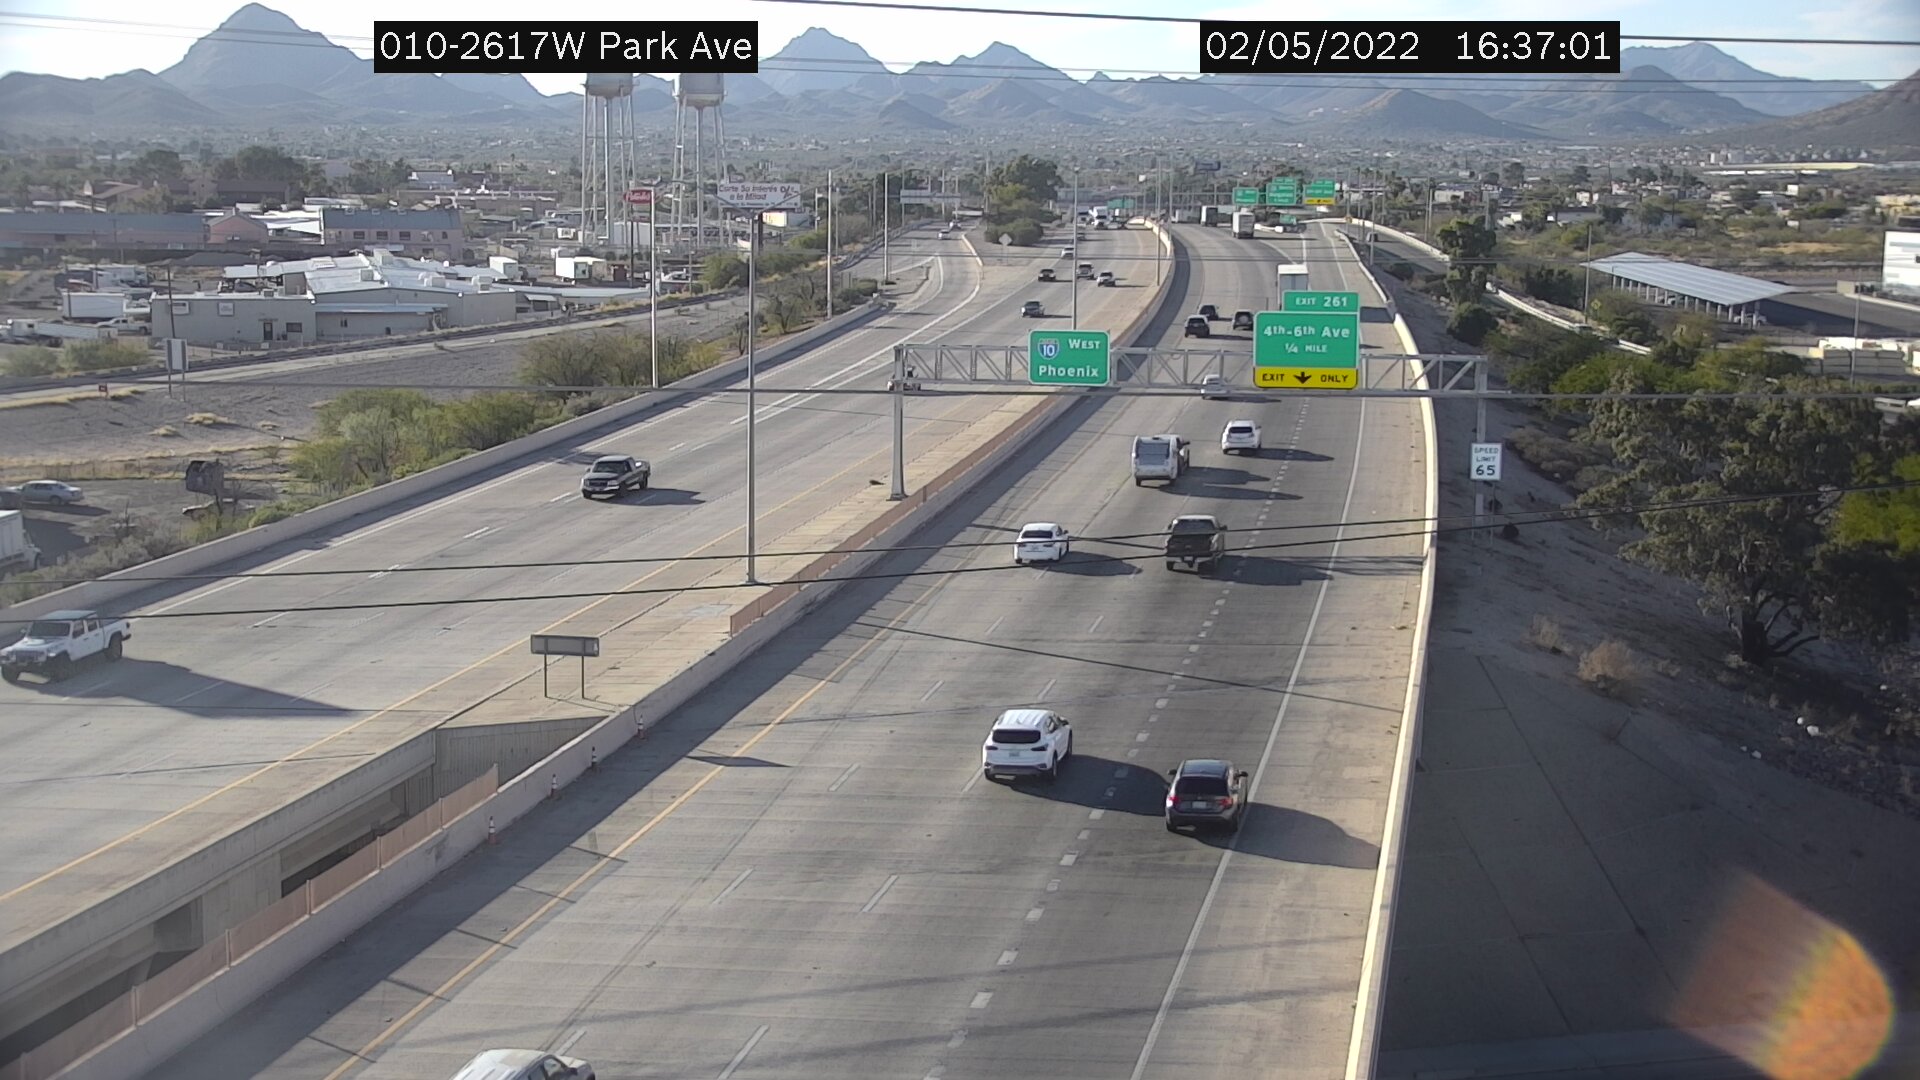 010-2617W Park Ave
02/05/2022 16:37:01
EXIT 261
4th-6th Ave
¼ MILE
EXIT ONLY
10 WEST
Phoenix
SPEED
LIMIT
65